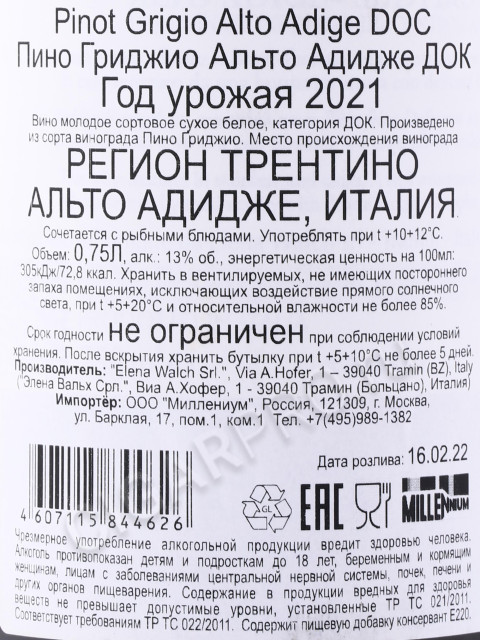 Pinot Grigio Alto Adige DOC
Пино Гриджио Альто Адидже ДОК
Год урожая 2021
Вино молодое сортовое сухое белое, категория ДОК. Произведено
из сорта винограда Пино Гриджио. Место происхождения винограда
РЕГИОН ТРЕНТИНО
АЛЬТО АДИДЖЕ, ИТАЛИЯ
Сочетается с рыбными блюдами. Употреблять при t +10+12°С.
Объем: 0,75Л, алк.: 13% об., энергетическая ценность на 100мл:
305кДж/72,8 ккал. Хранить в вентилируемых, не имеющих постороннего
запаха помещениях, исключающих воздействие прямого солнечного
света, при t +5+20°С и относительной влажности не более 85%.
Срок годности не ограничен при соблюдении условий
хранения. После вскрытия хранить бутылку при t +5+10°С не более 5 дней.
Производитель: "Elena Walch Srl.", Via A.Hofer, 1 – 39040 Tramin (BZ), Italy
("Элена Вальх Срл.", Виа А.Хофер, 1 - 39040 Трамин (Больцано), Италия)
Импортёр: ООО "Миллениум", Россия, 121309, г. Москва,
ул. Барклая, 17, пом.1, ком.1 Тел. +7(495)989-1382
Дата розлива: 16.02.22
4607115844626
GL
EAC
MILLENNIUM
Чрезмерное употребление алкогольной продукции вредит здоровью человека.
Алкоголь противопоказан детям и подросткам до 18 лет, беременным и кормящим
женщинам, лицам с заболеваниями центральной нервной системы, почек, печени и
других органов пищеварения. Содержание в продукции вредных для здоровья
веществ не превышает допустимые уровни, установленные ТР ТС 021/2011.
Соответствует требованиям ТР ТС 022/2011. Содержит пищевую добавку консервант Е220.